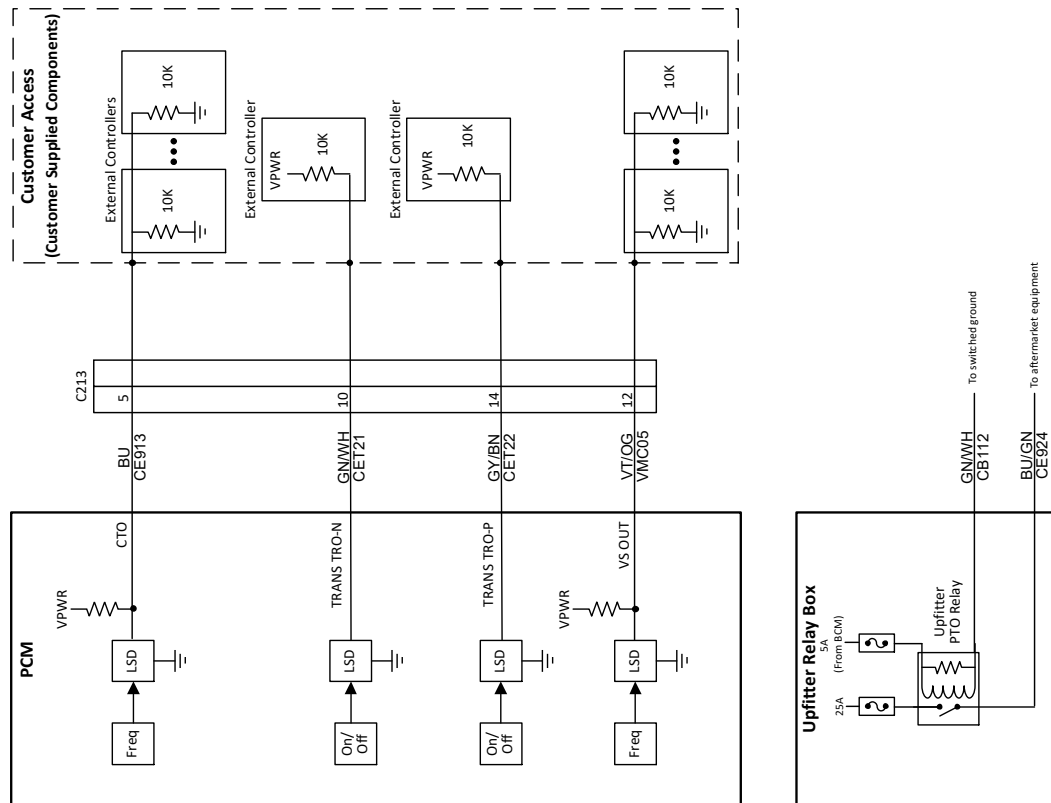 Customer Access
(Customer Supplied Components)
External Controllers
10K
10K
External Controller
VPWR
10K
External Controller
VPWR
10K
10K
10K
C213
5
10
14
12
BU
CE913
GN/WH
CET21
GY/BN
CET22
VT/OG
VMC05
PCM
CTO
TRANS TRO-N
TRANS TRO-P
VS OUT
VPWR
VPWR
LSD
LSD
LSD
LSD
Freq
On/
Off
On/
Off
Freq
To switched ground
To aftermarket equipment
GN/WH
CB112
BU/GN
CE924
Upfitter Relay Box
5A
(From BCM)
25A
Upfitter
PTO Relay